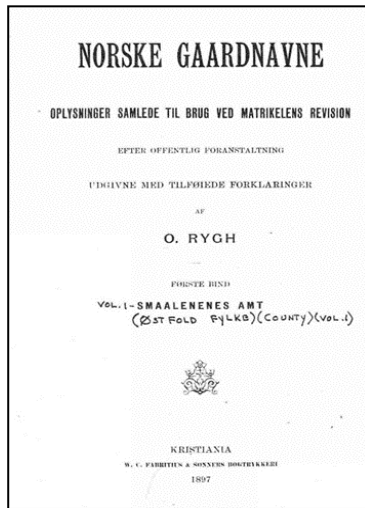 NORSKE GAARDNAVNE
OPLYSNINGER SAMLEDE TIL BRUG VED MATRIKELENS REVISION
EFTER OFFENTLIG FORANSTALTNING
UDGIVNE MED TILFØIEDE FORKLARINGER
AF
O. RYGH
FØRSTE BIND
VOL. 1-SMAALENENES AMT
(ØSTFOLD FYLKE)(COUNTY)(VOL.1)
KRISTIANIA
W. C. FABRITIUS & SONNERS BOGTRYKKERI
1897